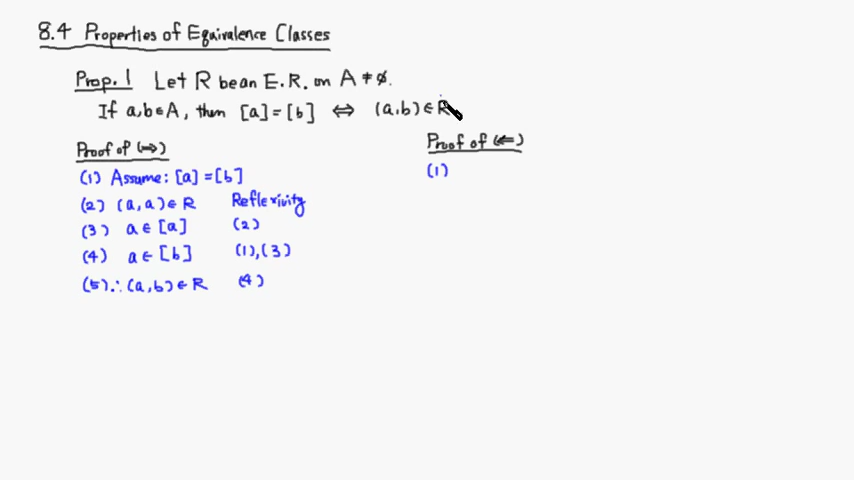 8.4 Properties of Equivalence Classes
Prop. 1 Let R be an E.R. on A ≠ ∅.
If a,b∈A, then [a]=[b] ⇔ (a,b)∈R
Proof of (⇒)
(1) Assume: [a]=[b]
(2) (a,a)∈R Reflexivity
(3) a∈[a] (2)
(4) a∈[b] (1),(3)
(5)∴(a,b)∈R (4)
Proof of (⇐)
(1)